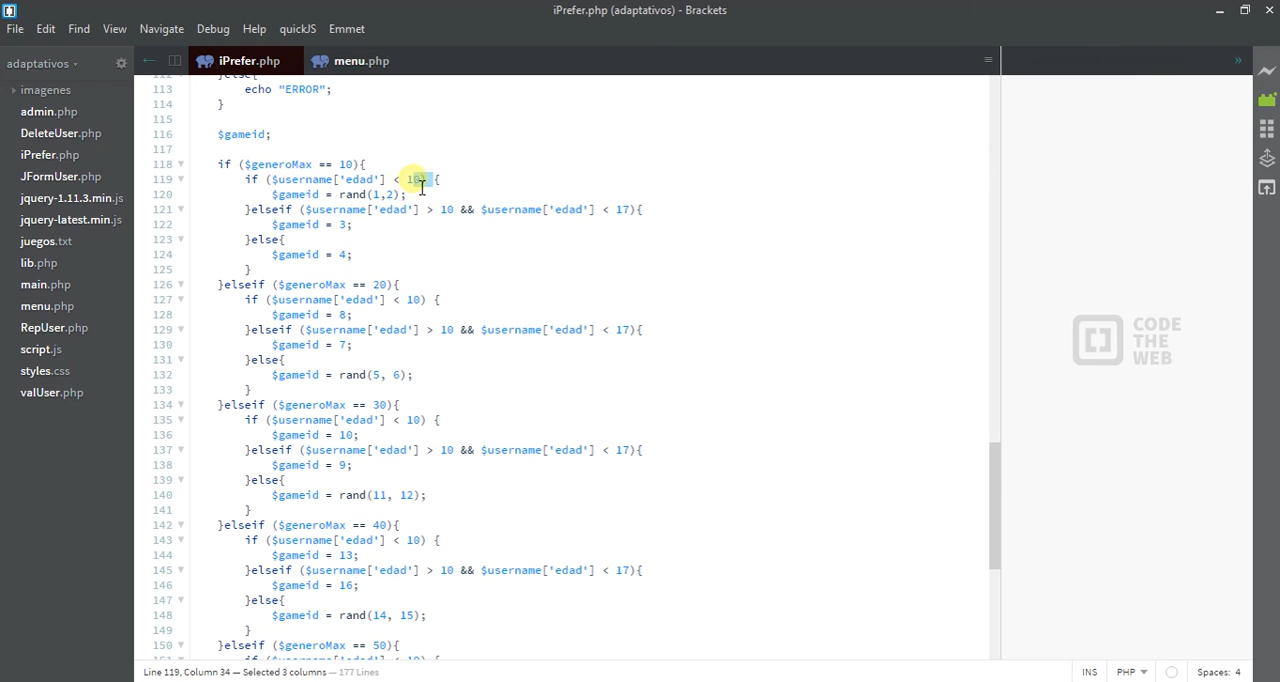 iPrefer.php (adaptativos) - Brackets
File Edit Find View Navigate Debug Help quickJS Emmet
adaptativos
iPrefer.php
menu.php
imagenes
admin.php
DeleteUser.php
iPrefer.php
JFormUser.php
jquery-1.11.3.min.js
jquery-latest.min.js
juegos.txt
lib.php
main.php
menu.php
RepUser.php
script.js
styles.css
valUser.php
112 }else{
113 echo "ERROR";
114 }
115
116 $gameid;
117
118 if ($generoMax == 10){
119 if ($username['edad'] < 10) {
120 $gameid = rand(1,2);
121 }elseif ($username['edad'] > 10 && $username['edad'] < 17){
122 $gameid = 3;
123 }else{
124 $gameid = 4;
125 }
126 }elseif ($generoMax == 20){
127 if ($username['edad'] < 10) {
128 $gameid = 8;
129 }elseif ($username['edad'] > 10 && $username['edad'] < 17){
130 $gameid = 7;
131 }else{
132 $gameid = rand(5, 6);
133 }
134 }elseif ($generoMax == 30){
135 if ($username['edad'] < 10) {
136 $gameid = 10;
137 }elseif ($username['edad'] > 10 && $username['edad'] < 17){
138 $gameid = 9;
139 }else{
140 $gameid = rand(11, 12);
141 }
142 }elseif ($generoMax == 40){
143 if ($username['edad'] < 10) {
144 $gameid = 13;
145 }elseif ($username['edad'] > 10 && $username['edad'] < 17){
146 $gameid = 16;
147 }else{
148 $gameid = rand(14, 15);
149 }
150 }elseif ($generoMax == 50){
151 if ($username['edad'] < 10) {
CODE
THE
WEB
Line 119, Column 34 — Selected 3 columns — 177 Lines
INS PHP Spaces: 4